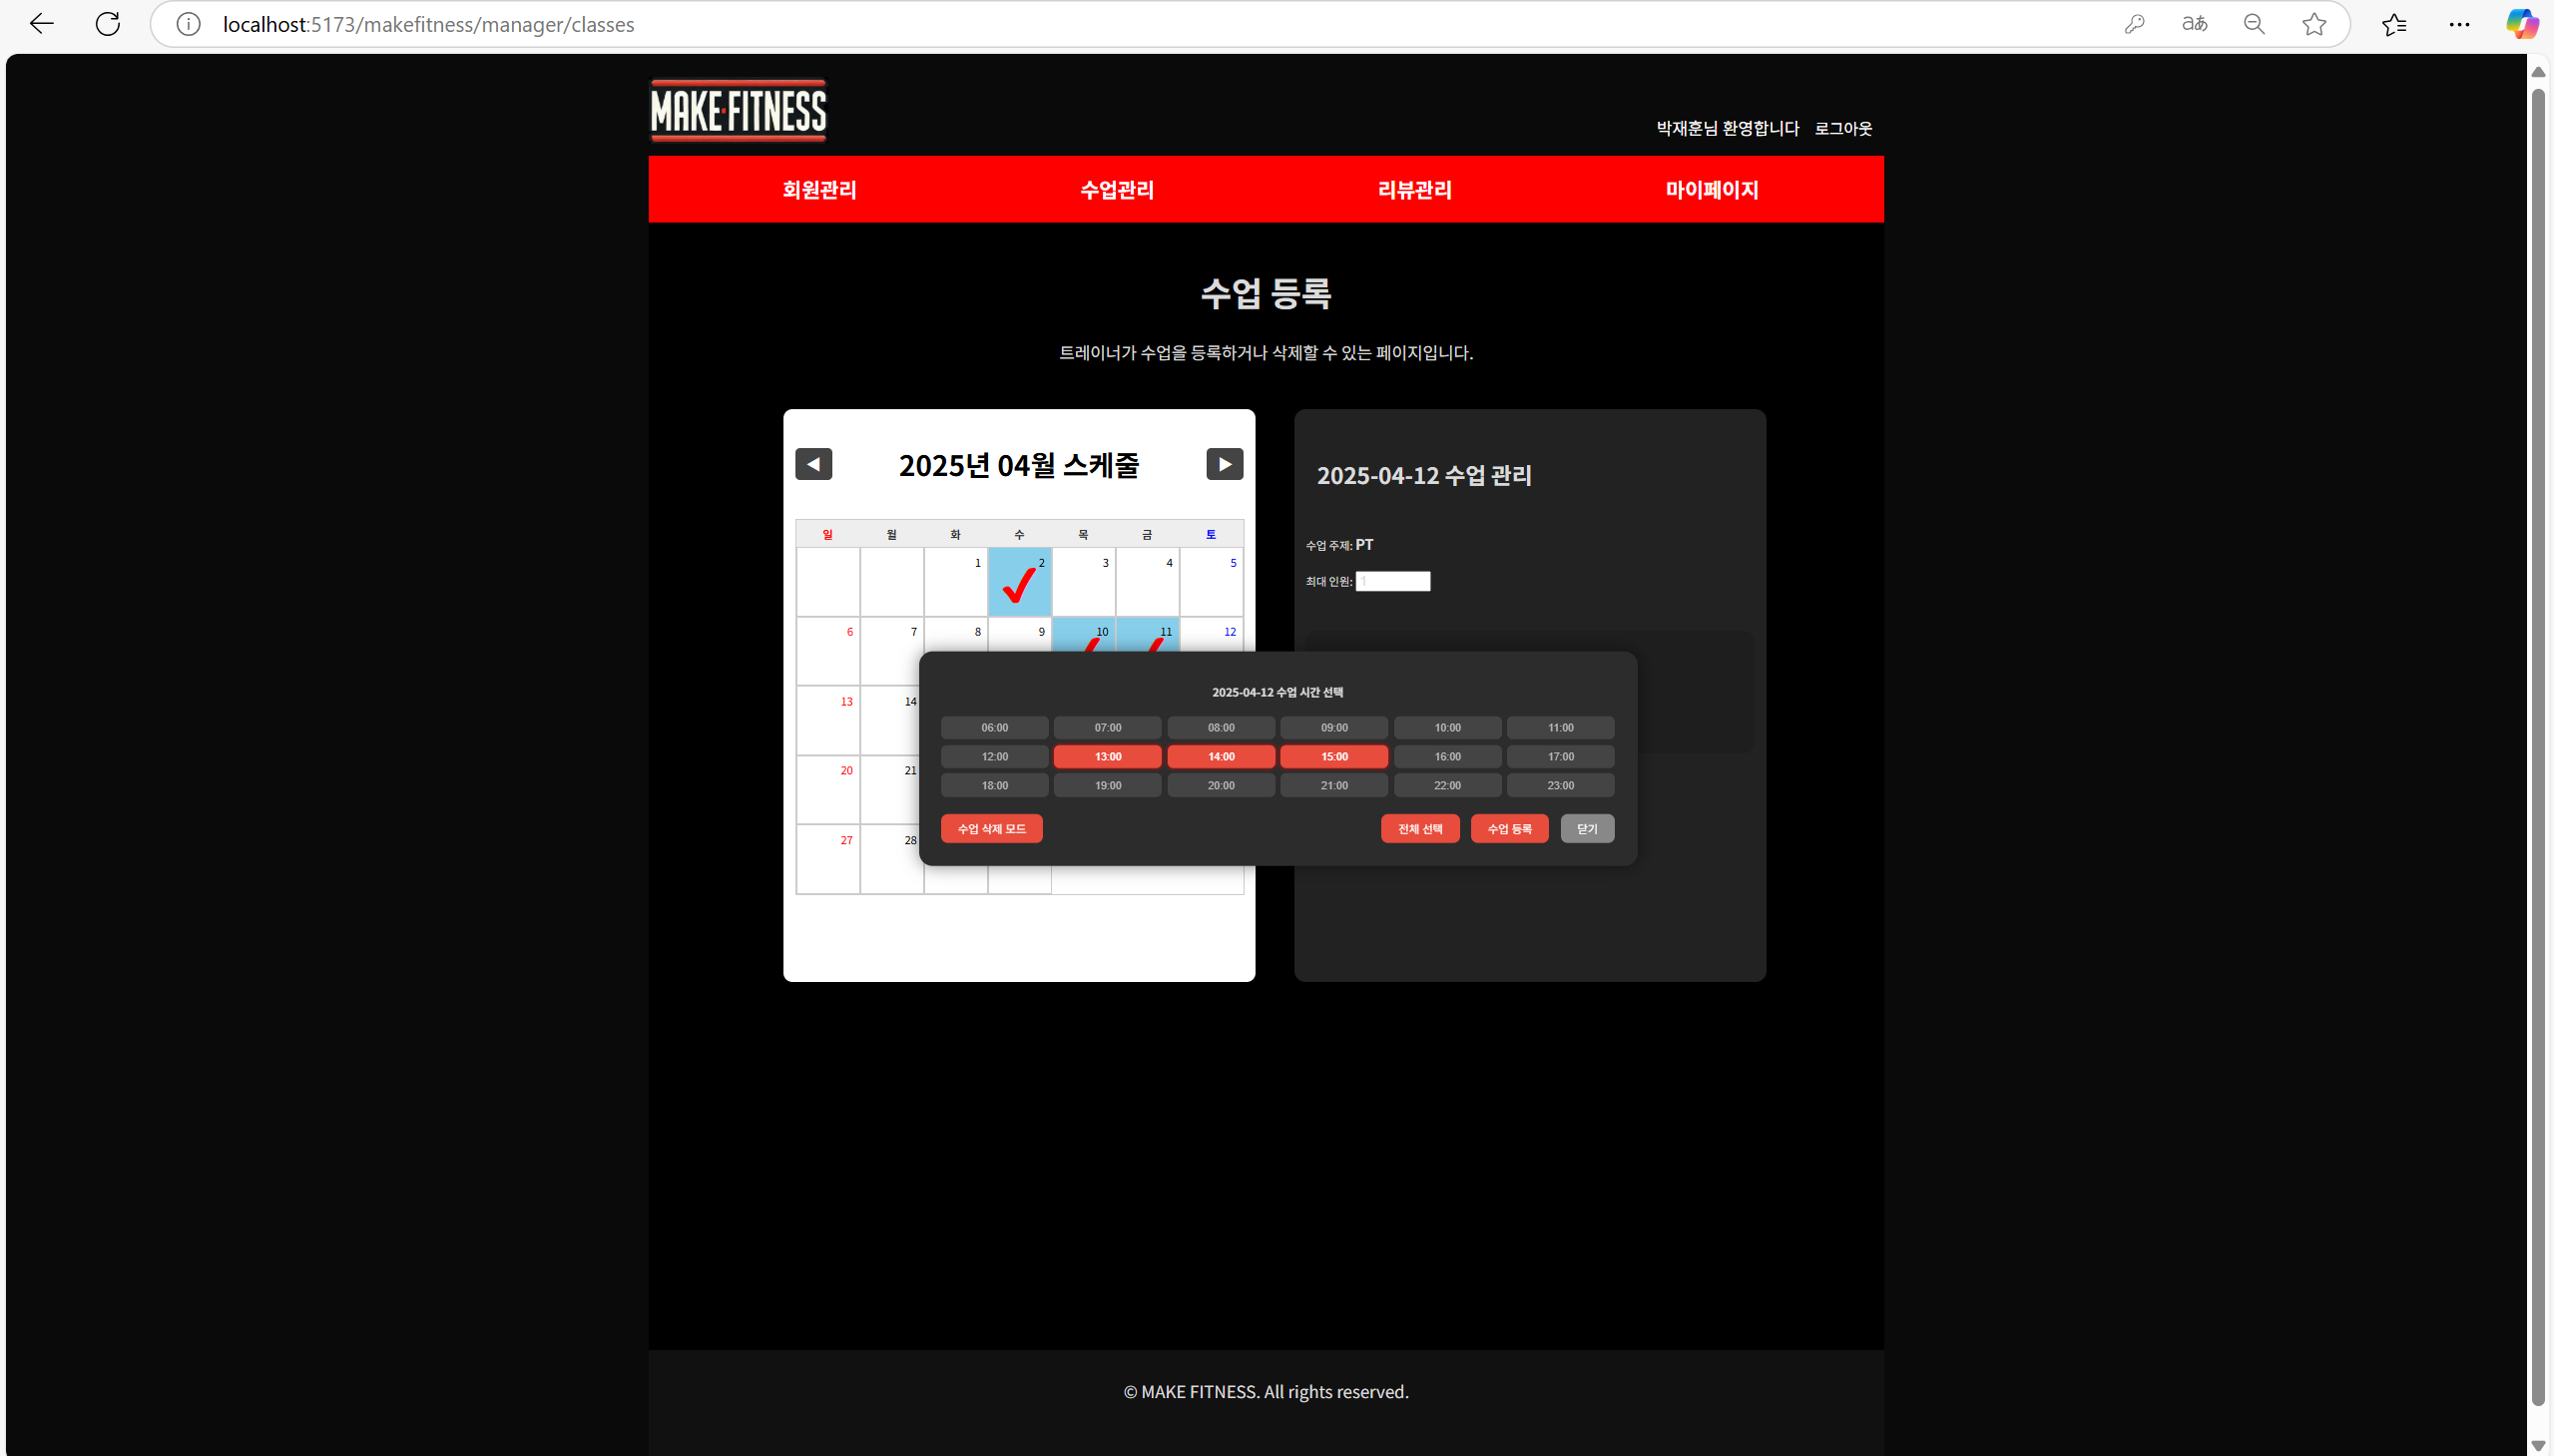 localhost:5173/makefitness/manager/classes
aあ
MAKE·FITNESS
박재훈님 환영합니다 로그아웃
회원관리 수업관리 리뷰관리 마이페이지
수업 등록
트레이너가 수업을 등록하거나 삭제할 수 있는 페이지입니다.
2025년 04월 스케줄
일 월 화 수 목 금 토
1 2 3 4 5
6 7 8 9 10 11 12
13 14
20 21
27 28
2025-04-12 수업 관리
수업 주제: PT
최대 인원: 1
2025-04-12 수업 시간 선택
06:00 07:00 08:00 09:00 10:00 11:00
12:00 13:00 14:00 15:00 16:00 17:00
18:00 19:00 20:00 21:00 22:00 23:00
수업 삭제 모드 전체 선택 수업 등록 닫기
© MAKE FITNESS. All rights reserved.